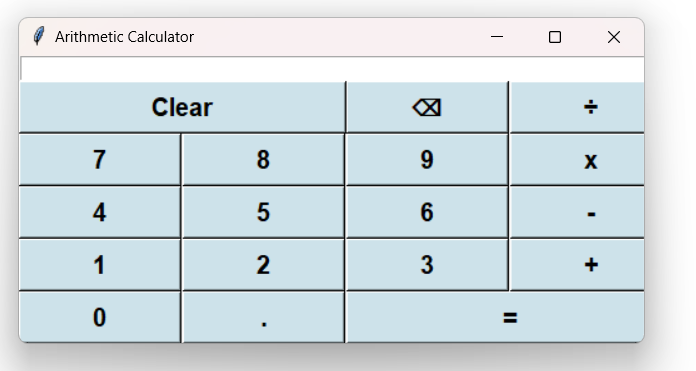 Arithmetic Calculator
Clear ⌫ ÷
7 8 9 x
4 5 6 -
1 2 3 +
0 . =